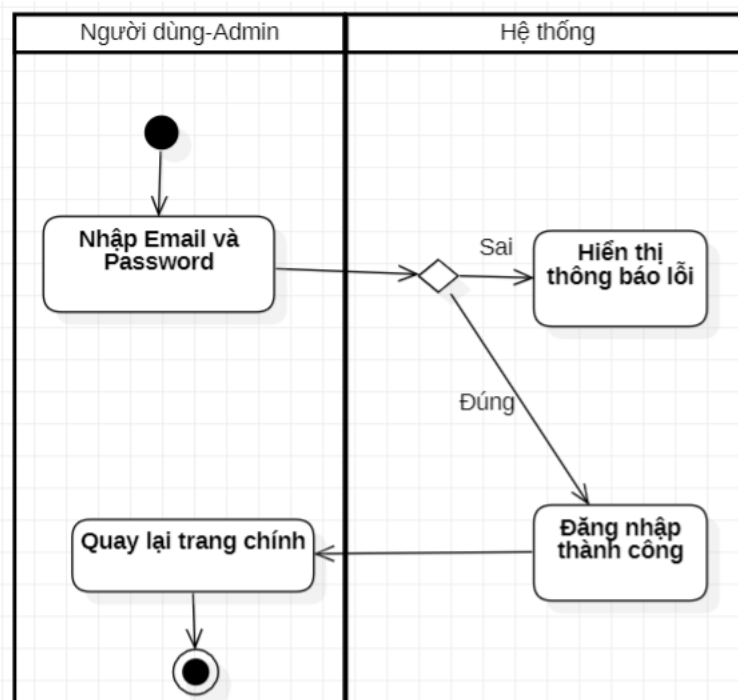 Người dùng-Admin
Hệ thống
Nhập Email và
Password
Sai
Hiển thị
thông báo lỗi
Đúng
Đăng nhập
thành công
Quay lại trang chính